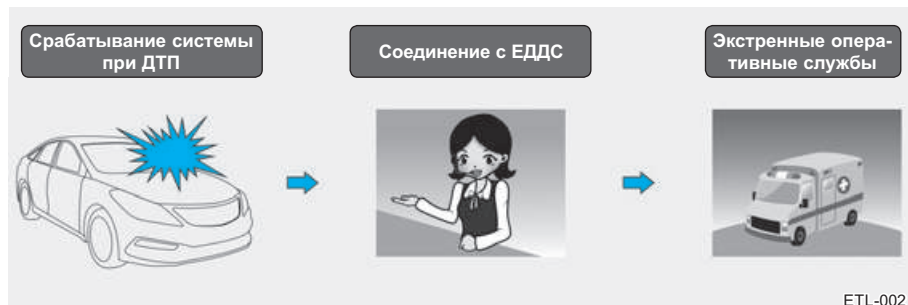 Срабатывание системы
при ДТП
Соединение с ЕДДС
Экстренные опера-
тивные службы
ETL-002